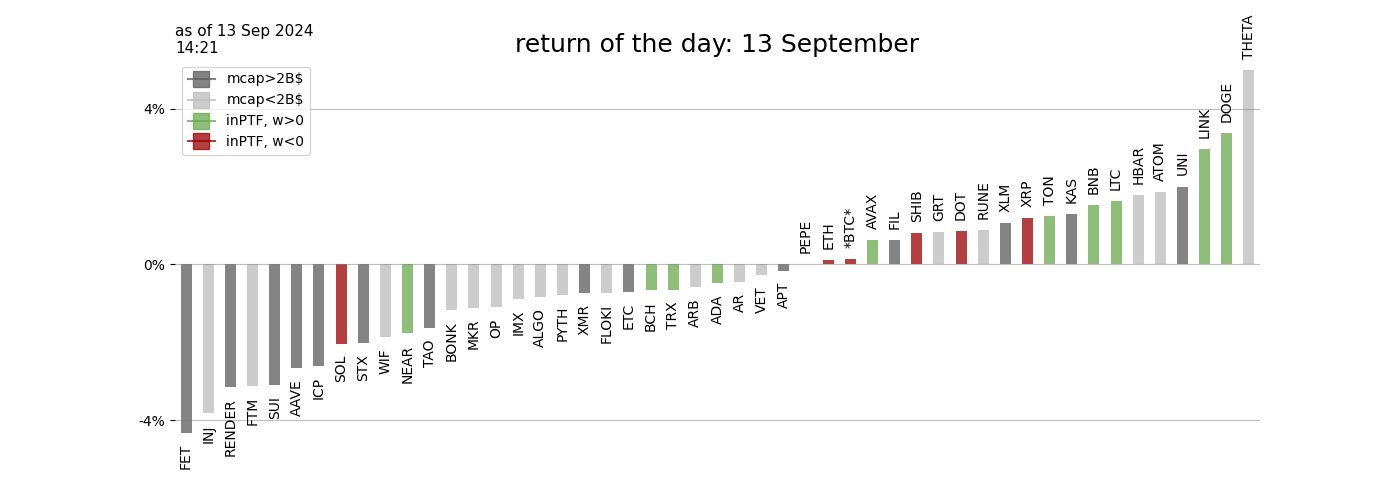 as of 13 Sep 2024
14:21
return of the day: 13 September
mcap>2B$
mcap<2B$
inPTF, w>0
inPTF, w<0
4%
0%
-4%
FET
INJ
RENDER
FTM
SUI
AAVE
ICP
SOL
STX
WIF
NEAR
TAO
BONK
MKR
OP
IMX
ALGO
PYTH
XMR
FLOKI
ETC
BCH
TRX
ARB
ADA
AR
VET
APT
PEPE
ETH
*BTC*
AVAX
FIL
SHIB
GRT
DOT
RUNE
XLM
XRP
TON
KAS
BNB
LTC
HBAR
ATOM
UNI
LINK
DOGE
THETA